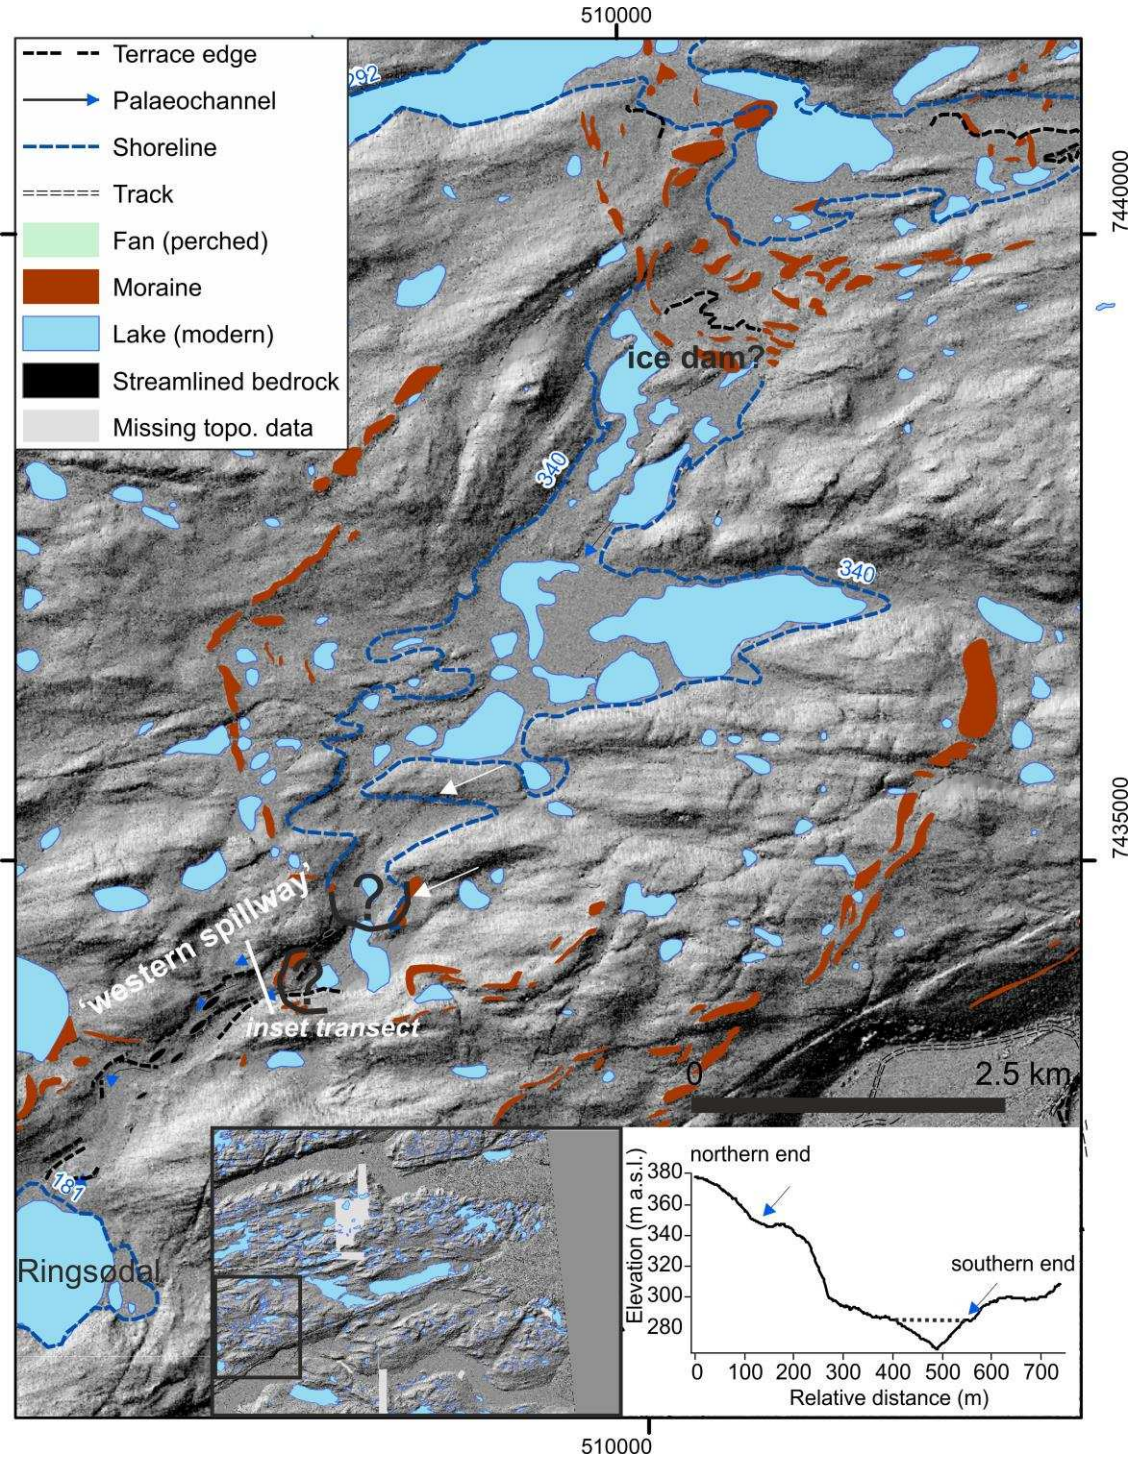 510000
Terrace edge
Palaeochannel
Shoreline
Track
Fan (perched)
Moraine
Lake (modern)
Streamlined bedrock
Missing topo. data
292
7440000
ice dam?
340
340
7435000
?
'western spillway'
?
inset transect
0 2.5 km
181
Ringsødal
northern end
southern end
Elevation (m a.s.l.)
380
360
340
320
300
280
0 100 200 300 400 500 600 700
Relative distance (m)
510000